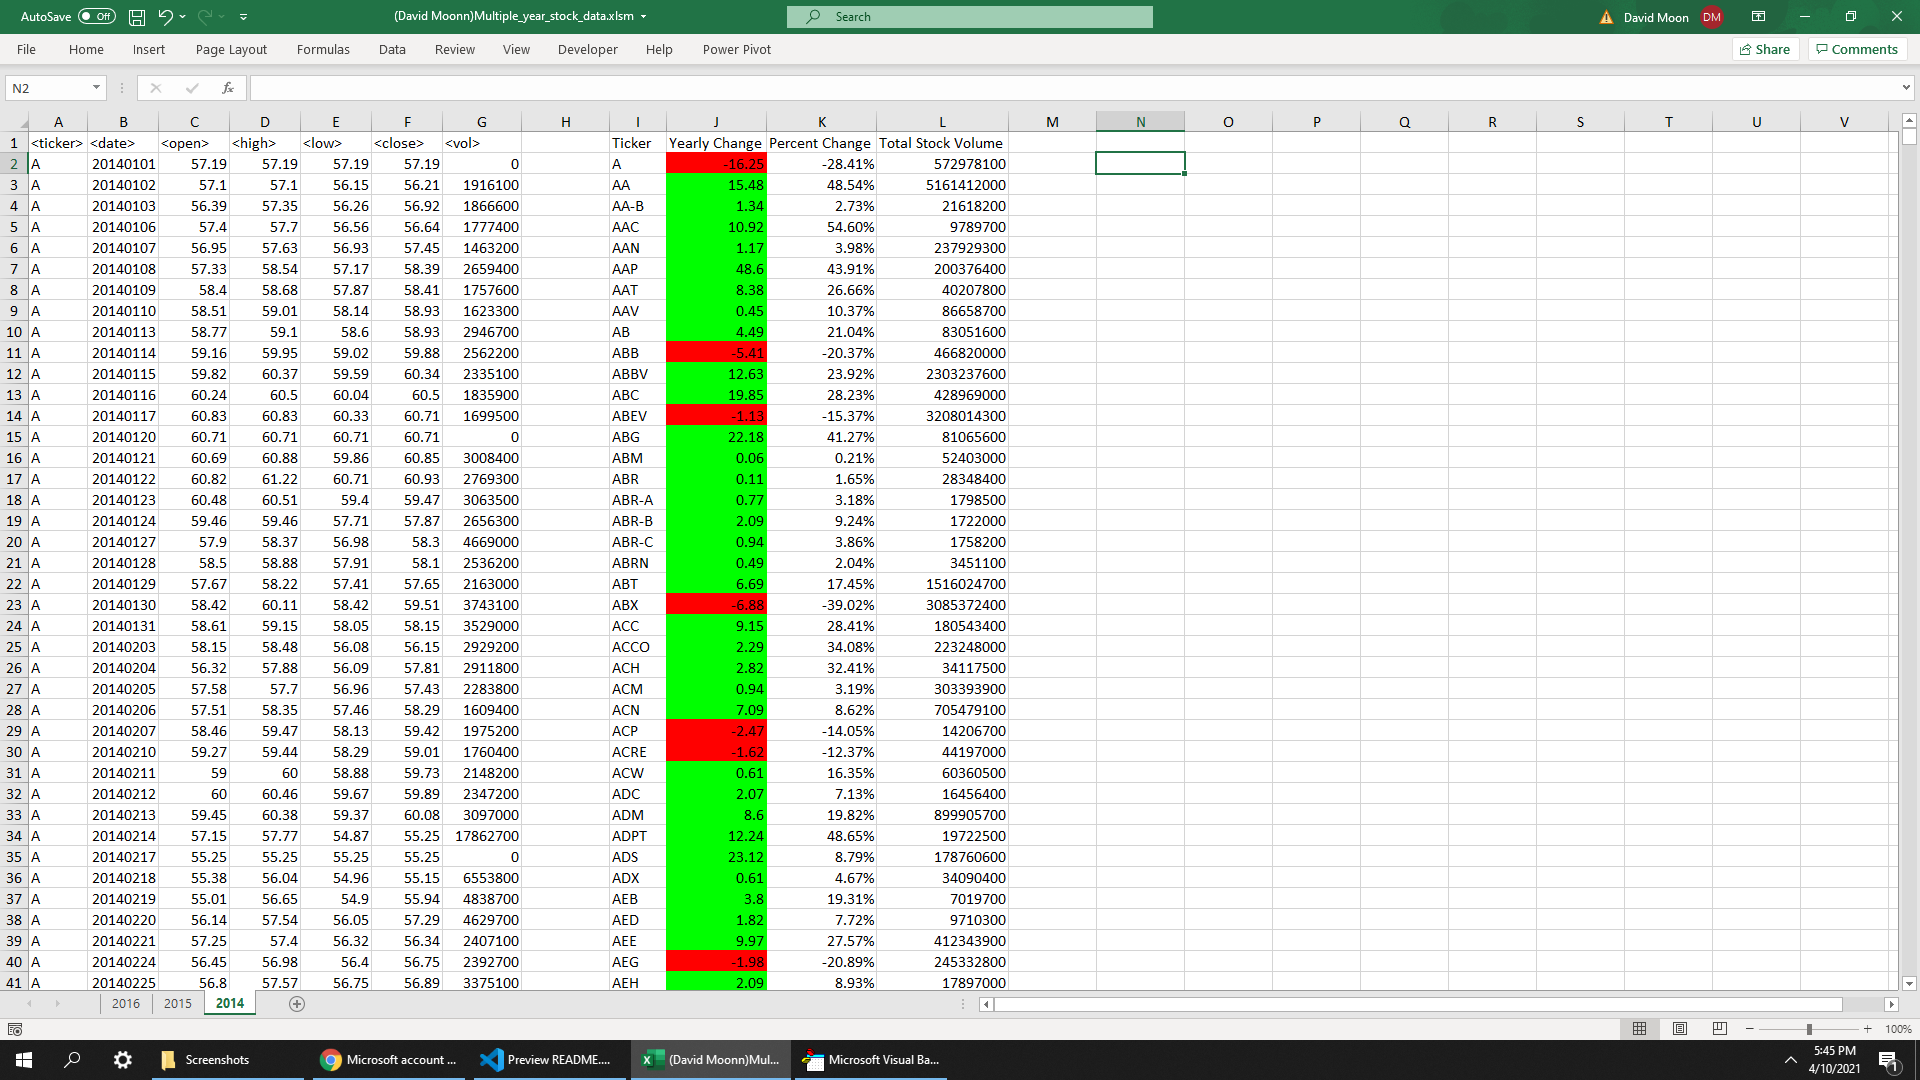 AutoSave Off (David Moonn)Multiple_year_stock_data.xlsm Search David Moon DM
File Home Insert Page Layout Formulas Data Review View Developer Help Power Pivot Share Comments
N2 fx
A B C D E F G H I J K L M N O P Q R S T U V
1 <ticker> <date> <open> <high> <low> <close> <vol> Ticker Yearly Change Percent Change Total Stock Volume
2 A 20140101 57.19 57.19 57.19 57.19 0 A -16.25 -28.41% 572978100
3 A 20140102 57.1 57.1 56.15 56.21 1916100 AA 15.48 48.54% 5161412000
4 A 20140103 56.39 57.35 56.26 56.92 1866600 AA-B 1.34 2.73% 21618200
5 A 20140106 57.4 57.7 56.56 56.64 1777400 AAC 10.92 54.60% 9789700
6 A 20140107 56.95 57.63 56.93 57.45 1463200 AAN 1.17 3.98% 237929300
7 A 20140108 57.33 58.54 57.17 58.39 2659400 AAP 48.6 43.91% 200376400
8 A 20140109 58.4 58.68 57.87 58.41 1757600 AAT 8.38 26.66% 40207800
9 A 20140110 58.51 59.01 58.14 58.93 1623300 AAV 0.45 10.37% 86658700
10 A 20140113 58.77 59.1 58.6 58.93 2946700 AB 4.49 21.04% 83051600
11 A 20140114 59.16 59.95 59.02 59.88 2562200 ABB -5.41 -20.37% 466820000
12 A 20140115 59.82 60.37 59.59 60.34 2335100 ABBV 12.63 23.92% 2303237600
13 A 20140116 60.24 60.5 60.04 60.5 1835900 ABC 19.85 28.23% 428969000
14 A 20140117 60.83 60.83 60.33 60.71 1699500 ABEV -1.13 -15.37% 3208014300
15 A 20140120 60.71 60.71 60.71 60.71 0 ABG 22.18 41.27% 81065600
16 A 20140121 60.69 60.88 59.86 60.85 3008400 ABM 0.06 0.21% 52403000
17 A 20140122 60.82 61.22 60.71 60.93 2769300 ABR 0.11 1.65% 28348400
18 A 20140123 60.48 60.51 59.4 59.47 3063500 ABR-A 0.77 3.18% 1798500
19 A 20140124 59.46 59.46 57.71 57.87 2656300 ABR-B 2.09 9.24% 1722000
20 A 20140127 57.9 58.37 56.98 58.3 4669000 ABR-C 0.94 3.86% 1758200
21 A 20140128 58.5 58.88 57.91 58.1 2536200 ABRN 0.49 2.04% 3451100
22 A 20140129 57.67 58.22 57.41 57.65 2163000 ABT 6.69 17.45% 1516024700
23 A 20140130 58.42 60.11 58.42 59.51 3743100 ABX -6.88 -39.02% 3085372400
24 A 20140131 58.61 59.15 58.05 58.15 3529000 ACC 9.15 28.41% 180543400
25 A 20140203 58.15 58.48 56.08 56.15 2929200 ACCO 2.29 34.08% 223248000
26 A 20140204 56.32 57.88 56.09 57.81 2911800 ACH 2.82 32.41% 34117500
27 A 20140205 57.58 57.7 56.96 57.43 2283800 ACM 0.94 3.19% 303393900
28 A 20140206 57.51 58.35 57.46 58.29 1609400 ACN 7.09 8.62% 705479100
29 A 20140207 58.46 59.47 58.13 59.42 1975200 ACP -2.47 -14.05% 14206700
30 A 20140210 59.27 59.44 58.29 59.01 1760400 ACRE -1.62 -12.37% 44197000
31 A 20140211 59 60 58.88 59.73 2148200 ACW 0.61 16.35% 60360500
32 A 20140212 60 60.46 59.67 59.89 2347200 ADC 2.07 7.13% 16456400
33 A 20140213 59.45 60.38 59.37 60.08 3097000 ADM 8.6 19.82% 899905700
34 A 20140214 57.15 57.77 54.87 55.25 17862700 ADPT 12.24 48.65% 19722500
35 A 20140217 55.25 55.25 55.25 55.25 0 ADS 23.12 8.79% 178760600
36 A 20140218 55.38 56.04 54.96 55.15 6553800 ADX 0.61 4.67% 34090400
37 A 20140219 55.01 56.65 54.9 55.94 4838700 AEB 3.8 19.31% 7019700
38 A 20140220 56.14 57.54 56.05 57.29 4629700 AED 1.82 7.72% 9710300
39 A 20140221 57.25 57.4 56.32 56.34 2407100 AEE 9.97 27.57% 412343900
40 A 20140224 56.45 56.98 56.4 56.75 2392700 AEG -1.98 -20.89% 245332800
41 A 20140225 56.8 57.57 56.75 56.89 3375100 AEH 2.09 8.93% 17897000
2016 2015 2014
100%
Screenshots Microsoft account ... Preview README.... (David Moonn)Mul... Microsoft Visual Ba... 5:45 PM
4/10/2021 1